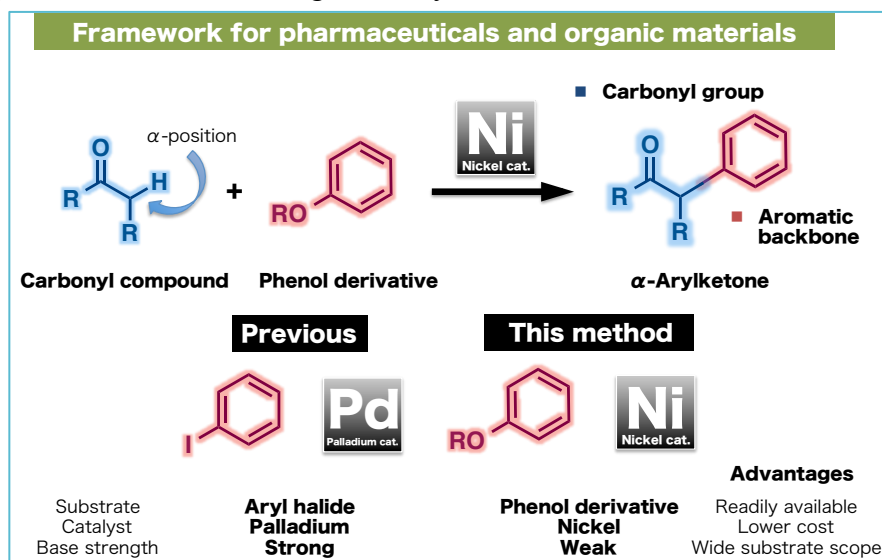 Framework for pharmaceuticals and organic materials
Carbonyl group
α-position
Ni
Nickel cat.
O
H
R
R
+
RO
O
R
R
Aromatic
backbone
Carbonyl compound
Phenol derivative
α-Arylketone
Previous
This method
I
Pd
Palladium cat.
RO
Ni
Nickel cat.
Advantages
Substrate Aryl halide Phenol derivative Readily available
Catalyst Palladium Nickel Lower cost
Base strength Strong Weak Wide substrate scope